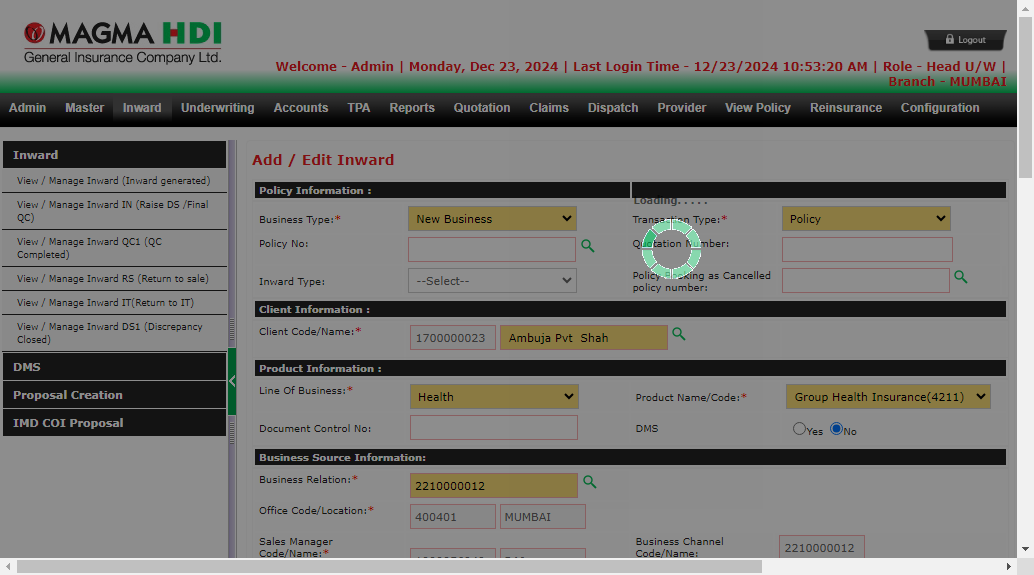 MAGMA HDI
General Insurance Company Ltd.
Logout
Welcome - Admin | Monday, Dec 23, 2024 | Last Login Time - 12/23/2024 10:53:20 AM | Role - Head U/W |
Branch - MUMBAI
Admin Master Inward Underwriting Accounts TPA Reports Quotation Claims Dispatch Provider View Policy Reinsurance Configuration
Inward
View / Manage Inward (Inward generated)
View / Manage Inward IN (Raise DS /Final
QC)
View / Manage Inward QC1 (QC
Completed)
View / Manage Inward RS (Return to sale)
View / Manage Inward IT(Return to IT)
View / Manage Inward DS1 (Discrepancy
Closed)
DMS
Proposal Creation
IMD COI Proposal
Add / Edit Inward
Policy Information :
Loading. . . . .
Business Type:* New Business Transaction Type:* Policy
Policy No: Quotation Number:
Inward Type: --Select-- Policy Booking as Cancelled
policy number:
Client Information :
Client Code/Name:* 1700000023 Ambuja Pvt Shah
Product Information :
Line Of Business:* Health Product Name/Code:* Group Health Insurance(4211)
Document Control No: DMS Yes No
Business Source Information:
Business Relation:* 2210000012
Office Code/Location:* 400401 MUMBAI
Sales Manager
Code/Name:*
Business Channel
Code/Name: 2210000012